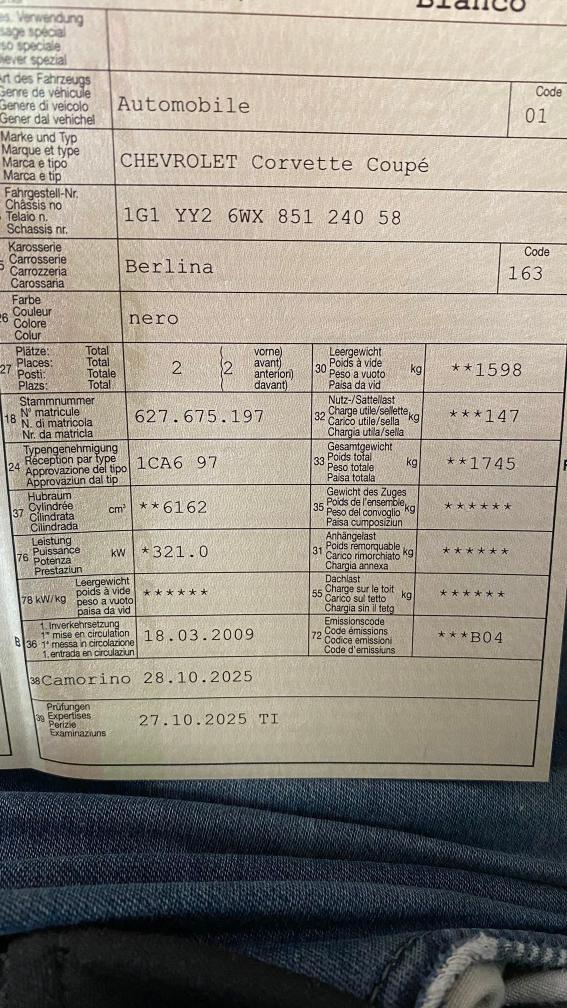 Bianco
es. Verwendung
sage spécial
so speciale
iever spezial
Art des Fahrzeugs
Genre de véhicule
Genere di veicolo
Gener dal vehichel
Automobile
Code
01
Marke und Typ
Marque et type
Marca e tipo
Marca e tip
CHEVROLET Corvette Coupé
Fahrgestell-Nr.
Châssis no
Telaio n.
Schassis nr.
1G1 YY2 6WX 851 240 58
Karosserie
Carrosserie
Carrozzeria
Carossaria
Berlina
Code
163
26
Farbe
Couleur
Colore
Colur
nero
27
Plätze: Total
Places: Total
Posti: Totale
Plazs: Total
2 (2
vorne)
avant)
anteriori)
davant)
30
Leergewicht
Poids à vide
Peso a vuoto
Paisa da vid
kg
**1598
18
Stammnummer
N° matricule
N. di matricola
Nr. da matricla
627.675.197
32
Nutz-/Sattellast
Charge utile/sellette
Carico utile/sella
Chargia utila/sella
kg
***147
24
Typengenehmigung
Réception par type
Approvazione del tipo
Approvaziun dal tip
1CA6 97
33
Gesamtgewicht
Poids total
Peso totale
Paisa totala
kg
**1745
37
Hubraum
Cylindrée
Cilindrata
Cilindrada
cm³
**6162
35
Gewicht des Zuges
Poids de l'ensemble
Peso del convoglio
Paisa cumposiziun
kg
******
76
Leistung
Puissance
Potenza
Prestaziun
kW
*321.0
31
Anhängelast
Poids remorquable
Carico rimorchiato
Chargia annexa
kg
******
78 kW/kg
Leergewicht
poids à vide
peso a vuoto
paisa da vid
******
55
Dachlast
Charge sur le toit
Carico sul tetto
Chargia sin il tetg
kg
******
B 36
1. Inverkehrsetzung
1re mise en circulation
1a messa in circolazione
1. entrada en circulaziun
18.03.2009
72
Emissionscode
Code émissions
Codice emissioni
Code d'emissiuns
***B04
38 Camorino 28.10.2025
39
Prüfungen
Expertises
Perizie
Examinaziuns
27.10.2025 TI